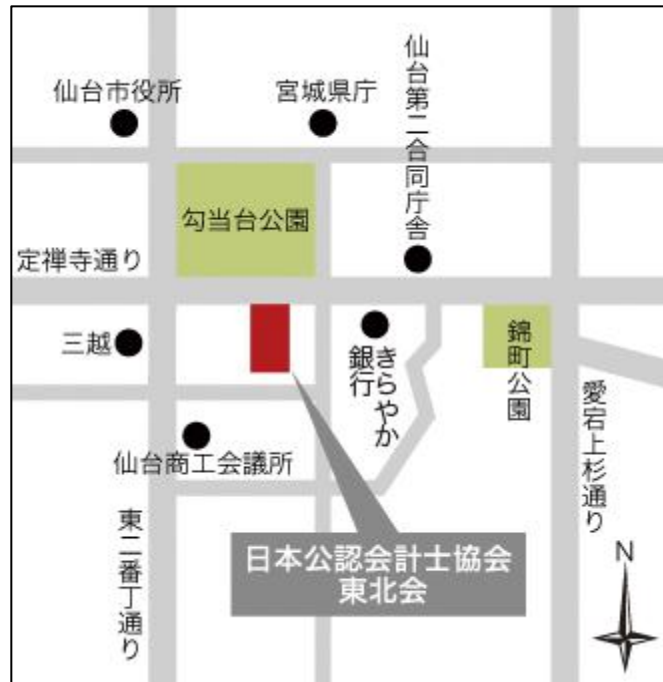 仙台市役所
宮城県庁
仙台第二合同庁舎
勾当台公園
定禅寺通り
三越
きらやか
銀行
錦町公園
仙台商工会議所
愛宕上杉通り
東二番丁通り
日本公認会計士協会
東北会
N